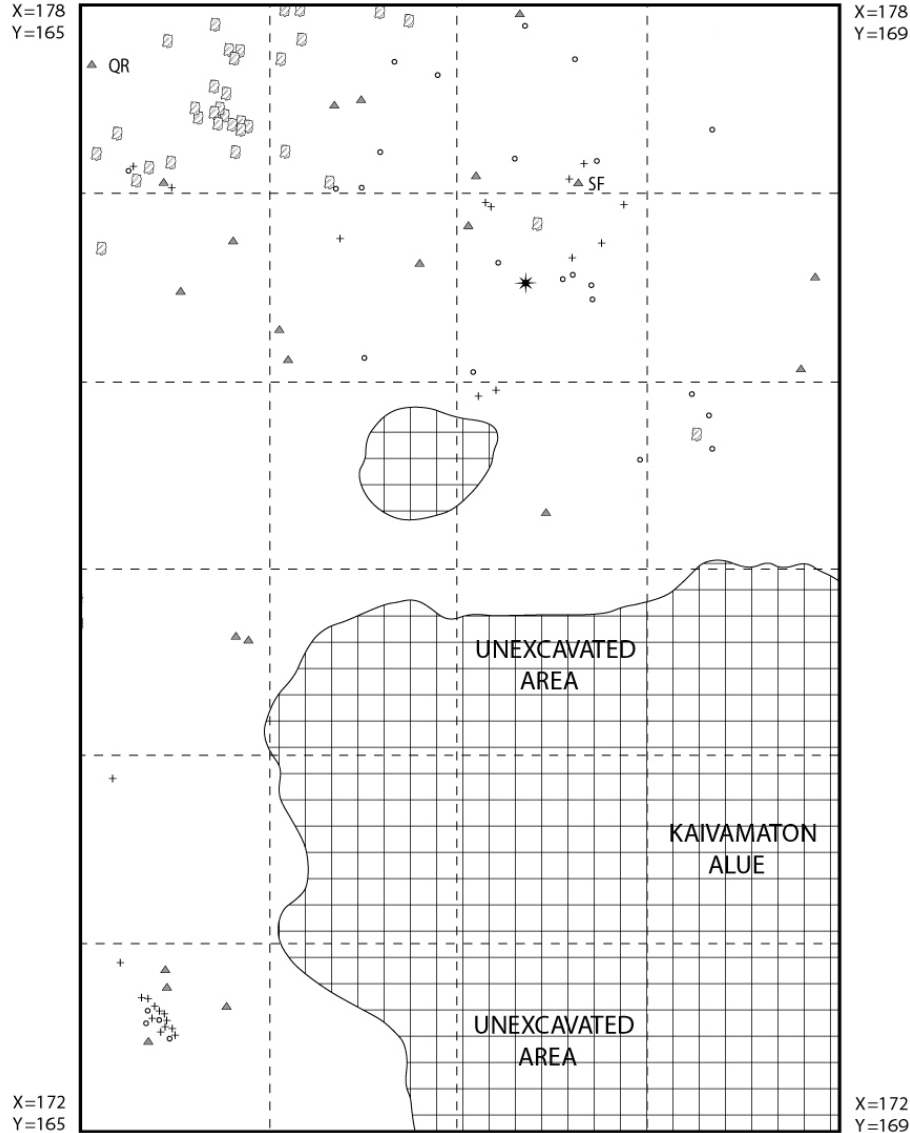 X=178
Y=165
X=178
Y=169
QR
SF
UNEXCAVATED
AREA
KAIVAMATON
ALUE
UNEXCAVATED
AREA
X=172
Y=165
X=172
Y=169